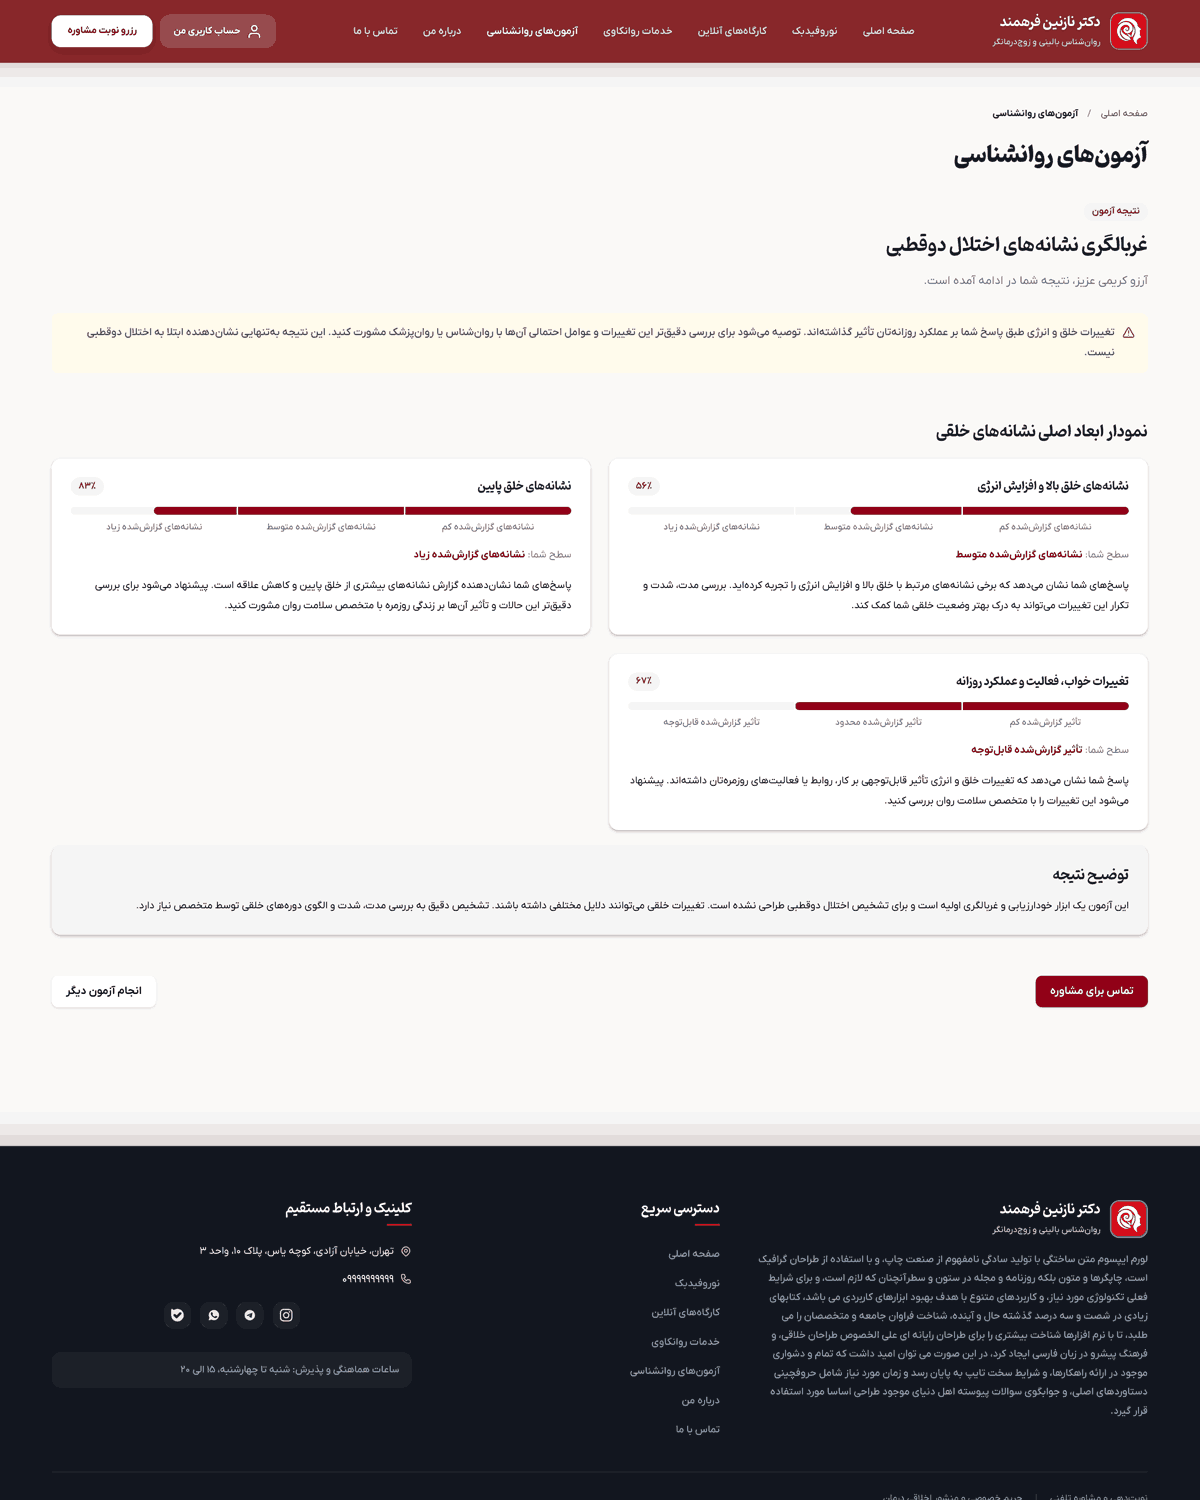 دکتر نازنین فرهمند
روان‌شناس بالینی و زوج‌درمانگر
صفحه اصلی
نوروفیدبک
کارگاه‌های آنلاین
خدمات روانکاوی
آزمون‌های روانشناسی
درباره من
تماس با ما
حساب کاربری من
رزرو نوبت مشاوره
صفحه اصلی / آزمون‌های روانشناسی
آزمون‌های روانشناسی
نتیجه آزمون
غربالگری نشانه‌های اختلال دوقطبی
آرزو کریمی عزیز، نتیجه شما در ادامه آمده است.
تغییرات خلق و انرژی طبق پاسخ شما بر عملکرد روزانه‌تان تأثیر گذاشته‌اند. توصیه می‌شود برای بررسی دقیق‌تر این تغییرات و عوامل احتمالی آن‌ها با روان‌شناس یا روان‌پزشک مشورت کنید. این نتیجه به‌تنهایی نشان‌دهنده ابتلا به اختلال دوقطبی
نیست.
نمودار ابعاد اصلی نشانه‌های خلقی
نشانه‌های خلق بالا و افزایش انرژی
۵۶٪
نشانه‌های گزارش‌شده کم
نشانه‌های گزارش‌شده متوسط
نشانه‌های گزارش‌شده زیاد
سطح شما: نشانه‌های گزارش‌شده متوسط
پاسخ‌های شما نشان می‌دهد که برخی نشانه‌های مرتبط با خلق بالا و افزایش انرژی را تجربه کرده‌اید. بررسی مدت، شدت و
تکرار این تغییرات می‌تواند به درک بهتر وضعیت خلقی شما کمک کند.
نشانه‌های خلق پایین
۸۳٪
نشانه‌های گزارش‌شده کم
نشانه‌های گزارش‌شده متوسط
نشانه‌های گزارش‌شده زیاد
سطح شما: نشانه‌های گزارش‌شده زیاد
پاسخ‌های شما نشان‌دهنده گزارش نشانه‌های بیشتری از خلق پایین و کاهش علاقه است. پیشنهاد می‌شود برای بررسی
دقیق‌تر این حالات و تأثیر آن‌ها بر زندگی روزمره با متخصص سلامت روان مشورت کنید.
تغییرات خواب، فعالیت و عملکرد روزانه
۶۷٪
تأثیر گزارش‌شده کم
تأثیر گزارش‌شده محدود
تأثیر گزارش‌شده قابل‌توجه
سطح شما: تأثیر گزارش‌شده قابل‌توجه
پاسخ شما نشان می‌دهد که تغییرات خلق و انرژی تأثیر قابل‌توجهی بر کار، روابط یا فعالیت‌های روزمره‌تان داشته‌اند. پیشنهاد
می‌شود این تغییرات را با متخصص سلامت روان بررسی کنید.
توضیح نتیجه
این آزمون یک ابزار خودارزیابی و غربالگری اولیه است و برای تشخیص اختلال دوقطبی طراحی نشده است. تغییرات خلقی می‌توانند دلایل مختلفی داشته باشند. تشخیص دقیق به بررسی مدت، شدت و الگوی دوره‌های خلقی توسط متخصص نیاز دارد.
تماس برای مشاوره
انجام آزمون دیگر
دکتر نازنین فرهمند
روان‌شناس بالینی و زوج‌درمانگر
لورم ایپسوم متن ساختگی با تولید سادگی نامفهوم از صنعت چاپ، و با استفاده از طراحان گرافیک
است، چاپگرها و متون بلکه روزنامه و مجله در ستون و سطرآنچنان که لازم است، و برای شرایط
فعلی تکنولوژی مورد نیاز، و کاربردهای متنوع با هدف بهبود ابزارهای کاربردی می باشد، کتابهای
زیادی در شصت و سه درصد گذشته حال و آینده، شناخت فراوان جامعه و متخصصان را می
طلبد، تا با نرم افزارها شناخت بیشتری را برای طراحان رایانه ای علی الخصوص طراحان خلاقی، و
فرهنگ پیشرو در زبان فارسی ایجاد کرد، در این صورت می توان امید داشت که تمام و دشواری
موجود در ارائه راهکارها، و شرایط سخت تایپ به پایان رسد و زمان مورد نیاز شامل حروفچینی
دستاوردهای اصلی، و جوابگوی سوالات پیوسته اهل دنیای موجود طراحی اساسا مورد استفاده
قرار گیرد.
دسترسی سریع
صفحه اصلی
نوروفیدبک
کارگاه‌های آنلاین
خدمات روانکاوی
آزمون‌های روانشناسی
درباره من
تماس با ما
کلینیک و ارتباط مستقیم
تهران، خیابان آزادی، کوچه یاس، پلاک ۱۰، واحد ۳
۰۹۹۹۹۹۹۹۹۹۹
ساعات هماهنگی و پذیرش: شنبه تا چهارشنبه، ۱۵ الی ۲۰
نوبت‌دهی و مشاوره تلفنی | حریم خصوصی و منشور اخلاقی درمان